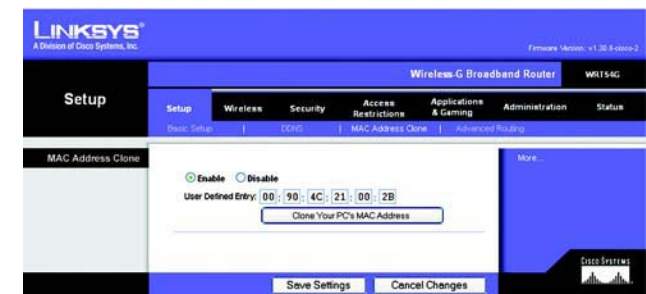 LINKSYS®
A Division of Cisco Systems, Inc.
Firmware Version: v1.30.8-cisco-2
Wireless-G Broadband Router WRT54G
Setup
Setup Wireless Security Access Restrictions Applications & Gaming Administration Status
Basic Setup | DDNS | MAC Address Clone | Advanced Routing
MAC Address Clone
More...
Enable Disable
User Defined Entry: 00 : 90 : 4C : 21 : 00 : 2B
Clone Your PC's MAC Address
CISCO SYSTEMS
Save Settings Cancel Changes